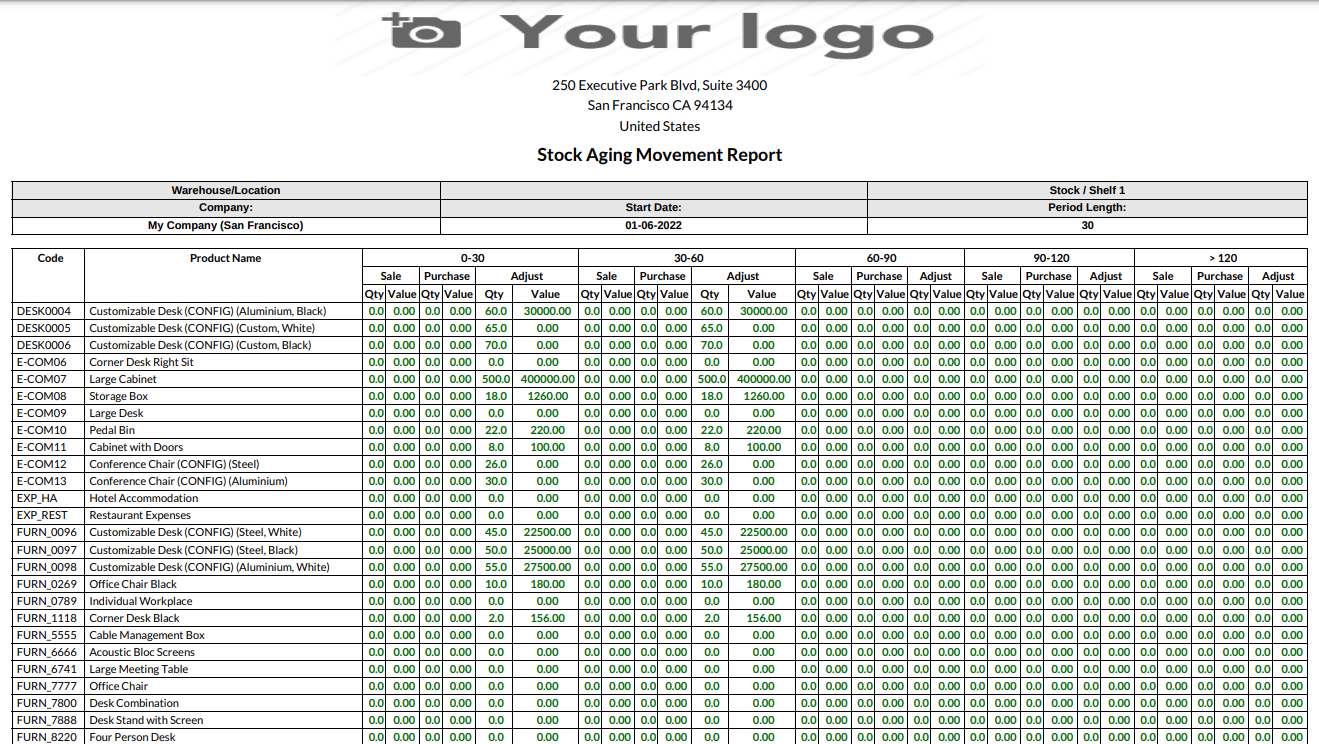 Your logo
250 Executive Park Blvd, Suite 3400
San Francisco CA 94134
United States
Stock Aging Movement Report
Warehouse/Location Stock / Shelf 1
Company: Start Date: Period Length:
My Company (San Francisco) 01-06-2022 30
Code Product Name 0-30 30-60 60-90 90-120 > 120
Sale Purchase Adjust Sale Purchase Adjust Sale Purchase Adjust Sale Purchase Adjust Sale Purchase Adjust
Qty Value Qty Value Qty Value Qty Value Qty Value Qty Value Qty Value Qty Value Qty Value Qty Value Qty Value Qty Value Qty Value Qty Value Qty Value
DESK0004 Customizable Desk (CONFIG) (Aluminium, Black) 0.0 0.00 0.0 0.00 60.0 30000.00 0.0 0.00 0.0 0.00 60.0 30000.00 0.0 0.00 0.0 0.00 0.0 0.00 0.0 0.00 0.0 0.00 0.0 0.00 0.0 0.00 0.0 0.00 0.0 0.00
DESK0005 Customizable Desk (CONFIG) (Custom, White) 0.0 0.00 0.0 0.00 65.0 0.00 0.0 0.00 0.0 0.00 65.0 0.00 0.0 0.00 0.0 0.00 0.0 0.00 0.0 0.00 0.0 0.00 0.0 0.00 0.0 0.00 0.0 0.00 0.0 0.00
DESK0006 Customizable Desk (CONFIG) (Custom, Black) 0.0 0.00 0.0 0.00 70.0 0.00 0.0 0.00 0.0 0.00 70.0 0.00 0.0 0.00 0.0 0.00 0.0 0.00 0.0 0.00 0.0 0.00 0.0 0.00 0.0 0.00 0.0 0.00 0.0 0.00
E-COM06 Corner Desk Right Sit 0.0 0.00 0.0 0.00 0.0 0.00 0.0 0.00 0.0 0.00 0.0 0.00 0.0 0.00 0.0 0.00 0.0 0.00 0.0 0.00 0.0 0.00 0.0 0.00 0.0 0.00 0.0 0.00 0.0 0.00
E-COM07 Large Cabinet 0.0 0.00 0.0 0.00 500.0 400000.00 0.0 0.00 0.0 0.00 500.0 400000.00 0.0 0.00 0.0 0.00 0.0 0.00 0.0 0.00 0.0 0.00 0.0 0.00 0.0 0.00 0.0 0.00 0.0 0.00
E-COM08 Storage Box 0.0 0.00 0.0 0.00 18.0 1260.00 0.0 0.00 0.0 0.00 18.0 1260.00 0.0 0.00 0.0 0.00 0.0 0.00 0.0 0.00 0.0 0.00 0.0 0.00 0.0 0.00 0.0 0.00 0.0 0.00
E-COM09 Large Desk 0.0 0.00 0.0 0.00 0.0 0.00 0.0 0.00 0.0 0.00 0.0 0.00 0.0 0.00 0.0 0.00 0.0 0.00 0.0 0.00 0.0 0.00 0.0 0.00 0.0 0.00 0.0 0.00 0.0 0.00
E-COM10 Pedal Bin 0.0 0.00 0.0 0.00 22.0 220.00 0.0 0.00 0.0 0.00 22.0 220.00 0.0 0.00 0.0 0.00 0.0 0.00 0.0 0.00 0.0 0.00 0.0 0.00 0.0 0.00 0.0 0.00 0.0 0.00
E-COM11 Cabinet with Doors 0.0 0.00 0.0 0.00 8.0 100.00 0.0 0.00 0.0 0.00 8.0 100.00 0.0 0.00 0.0 0.00 0.0 0.00 0.0 0.00 0.0 0.00 0.0 0.00 0.0 0.00 0.0 0.00 0.0 0.00
E-COM12 Conference Chair (CONFIG) (Steel) 0.0 0.00 0.0 0.00 26.0 0.00 0.0 0.00 0.0 0.00 26.0 0.00 0.0 0.00 0.0 0.00 0.0 0.00 0.0 0.00 0.0 0.00 0.0 0.00 0.0 0.00 0.0 0.00 0.0 0.00
E-COM13 Conference Chair (CONFIG) (Aluminium) 0.0 0.00 0.0 0.00 30.0 0.00 0.0 0.00 0.0 0.00 30.0 0.00 0.0 0.00 0.0 0.00 0.0 0.00 0.0 0.00 0.0 0.00 0.0 0.00 0.0 0.00 0.0 0.00 0.0 0.00
EXP_HA Hotel Accommodation 0.0 0.00 0.0 0.00 0.0 0.00 0.0 0.00 0.0 0.00 0.0 0.00 0.0 0.00 0.0 0.00 0.0 0.00 0.0 0.00 0.0 0.00 0.0 0.00 0.0 0.00 0.0 0.00 0.0 0.00
EXP_REST Restaurant Expenses 0.0 0.00 0.0 0.00 0.0 0.00 0.0 0.00 0.0 0.00 0.0 0.00 0.0 0.00 0.0 0.00 0.0 0.00 0.0 0.00 0.0 0.00 0.0 0.00 0.0 0.00 0.0 0.00 0.0 0.00
FURN_0096 Customizable Desk (CONFIG) (Steel, White) 0.0 0.00 0.0 0.00 45.0 22500.00 0.0 0.00 0.0 0.00 45.0 22500.00 0.0 0.00 0.0 0.00 0.0 0.00 0.0 0.00 0.0 0.00 0.0 0.00 0.0 0.00 0.0 0.00 0.0 0.00
FURN_0097 Customizable Desk (CONFIG) (Steel, Black) 0.0 0.00 0.0 0.00 50.0 25000.00 0.0 0.00 0.0 0.00 50.0 25000.00 0.0 0.00 0.0 0.00 0.0 0.00 0.0 0.00 0.0 0.00 0.0 0.00 0.0 0.00 0.0 0.00 0.0 0.00
FURN_0098 Customizable Desk (CONFIG) (Aluminium, White) 0.0 0.00 0.0 0.00 55.0 27500.00 0.0 0.00 0.0 0.00 55.0 27500.00 0.0 0.00 0.0 0.00 0.0 0.00 0.0 0.00 0.0 0.00 0.0 0.00 0.0 0.00 0.0 0.00 0.0 0.00
FURN_0269 Office Chair Black 0.0 0.00 0.0 0.00 10.0 180.00 0.0 0.00 0.0 0.00 10.0 180.00 0.0 0.00 0.0 0.00 0.0 0.00 0.0 0.00 0.0 0.00 0.0 0.00 0.0 0.00 0.0 0.00 0.0 0.00
FURN_0789 Individual Workplace 0.0 0.00 0.0 0.00 0.0 0.00 0.0 0.00 0.0 0.00 0.0 0.00 0.0 0.00 0.0 0.00 0.0 0.00 0.0 0.00 0.0 0.00 0.0 0.00 0.0 0.00 0.0 0.00 0.0 0.00
FURN_1118 Corner Desk Black 0.0 0.00 0.0 0.00 2.0 156.00 0.0 0.00 0.0 0.00 2.0 156.00 0.0 0.00 0.0 0.00 0.0 0.00 0.0 0.00 0.0 0.00 0.0 0.00 0.0 0.00 0.0 0.00 0.0 0.00
FURN_5555 Cable Management Box 0.0 0.00 0.0 0.00 0.0 0.00 0.0 0.00 0.0 0.00 0.0 0.00 0.0 0.00 0.0 0.00 0.0 0.00 0.0 0.00 0.0 0.00 0.0 0.00 0.0 0.00 0.0 0.00 0.0 0.00
FURN_6666 Acoustic Bloc Screens 0.0 0.00 0.0 0.00 0.0 0.00 0.0 0.00 0.0 0.00 0.0 0.00 0.0 0.00 0.0 0.00 0.0 0.00 0.0 0.00 0.0 0.00 0.0 0.00 0.0 0.00 0.0 0.00 0.0 0.00
FURN_6741 Large Meeting Table 0.0 0.00 0.0 0.00 0.0 0.00 0.0 0.00 0.0 0.00 0.0 0.00 0.0 0.00 0.0 0.00 0.0 0.00 0.0 0.00 0.0 0.00 0.0 0.00 0.0 0.00 0.0 0.00 0.0 0.00
FURN_7777 Office Chair 0.0 0.00 0.0 0.00 0.0 0.00 0.0 0.00 0.0 0.00 0.0 0.00 0.0 0.00 0.0 0.00 0.0 0.00 0.0 0.00 0.0 0.00 0.0 0.00 0.0 0.00 0.0 0.00 0.0 0.00
FURN_7800 Desk Combination 0.0 0.00 0.0 0.00 0.0 0.00 0.0 0.00 0.0 0.00 0.0 0.00 0.0 0.00 0.0 0.00 0.0 0.00 0.0 0.00 0.0 0.00 0.0 0.00 0.0 0.00 0.0 0.00 0.0 0.00
FURN_7888 Desk Stand with Screen 0.0 0.00 0.0 0.00 0.0 0.00 0.0 0.00 0.0 0.00 0.0 0.00 0.0 0.00 0.0 0.00 0.0 0.00 0.0 0.00 0.0 0.00 0.0 0.00 0.0 0.00 0.0 0.00 0.0 0.00
FURN_8220 Four Person Desk 0.0 0.00 0.0 0.00 0.0 0.00 0.0 0.00 0.0 0.00 0.0 0.00 0.0 0.00 0.0 0.00 0.0 0.00 0.0 0.00 0.0 0.00 0.0 0.00 0.0 0.00 0.0 0.00 0.0 0.00